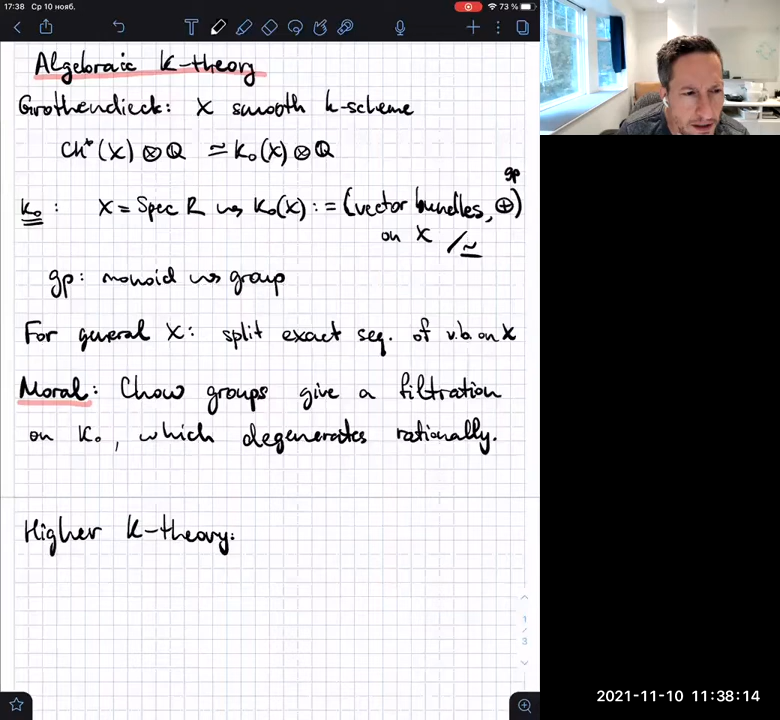 17:38 Ср 10 нояб.
73 %
Algebraic K-theory
Grothendieck: X smooth k-scheme
Ch*(X) ⊗ Q ≃ K₀(X) ⊗ Q
K₀ : X = Spec R ⇝ K₀(X) := (vector bundles, ⊕)^gp
on X /≃
gp: monoid ⇝ group
For general X: split exact seq. of v.b. on X
Moral: Chow groups give a filtration
on K₀, which degenerates rationally.
Higher K-theory:
1
3
2021-11-10 11:38:14